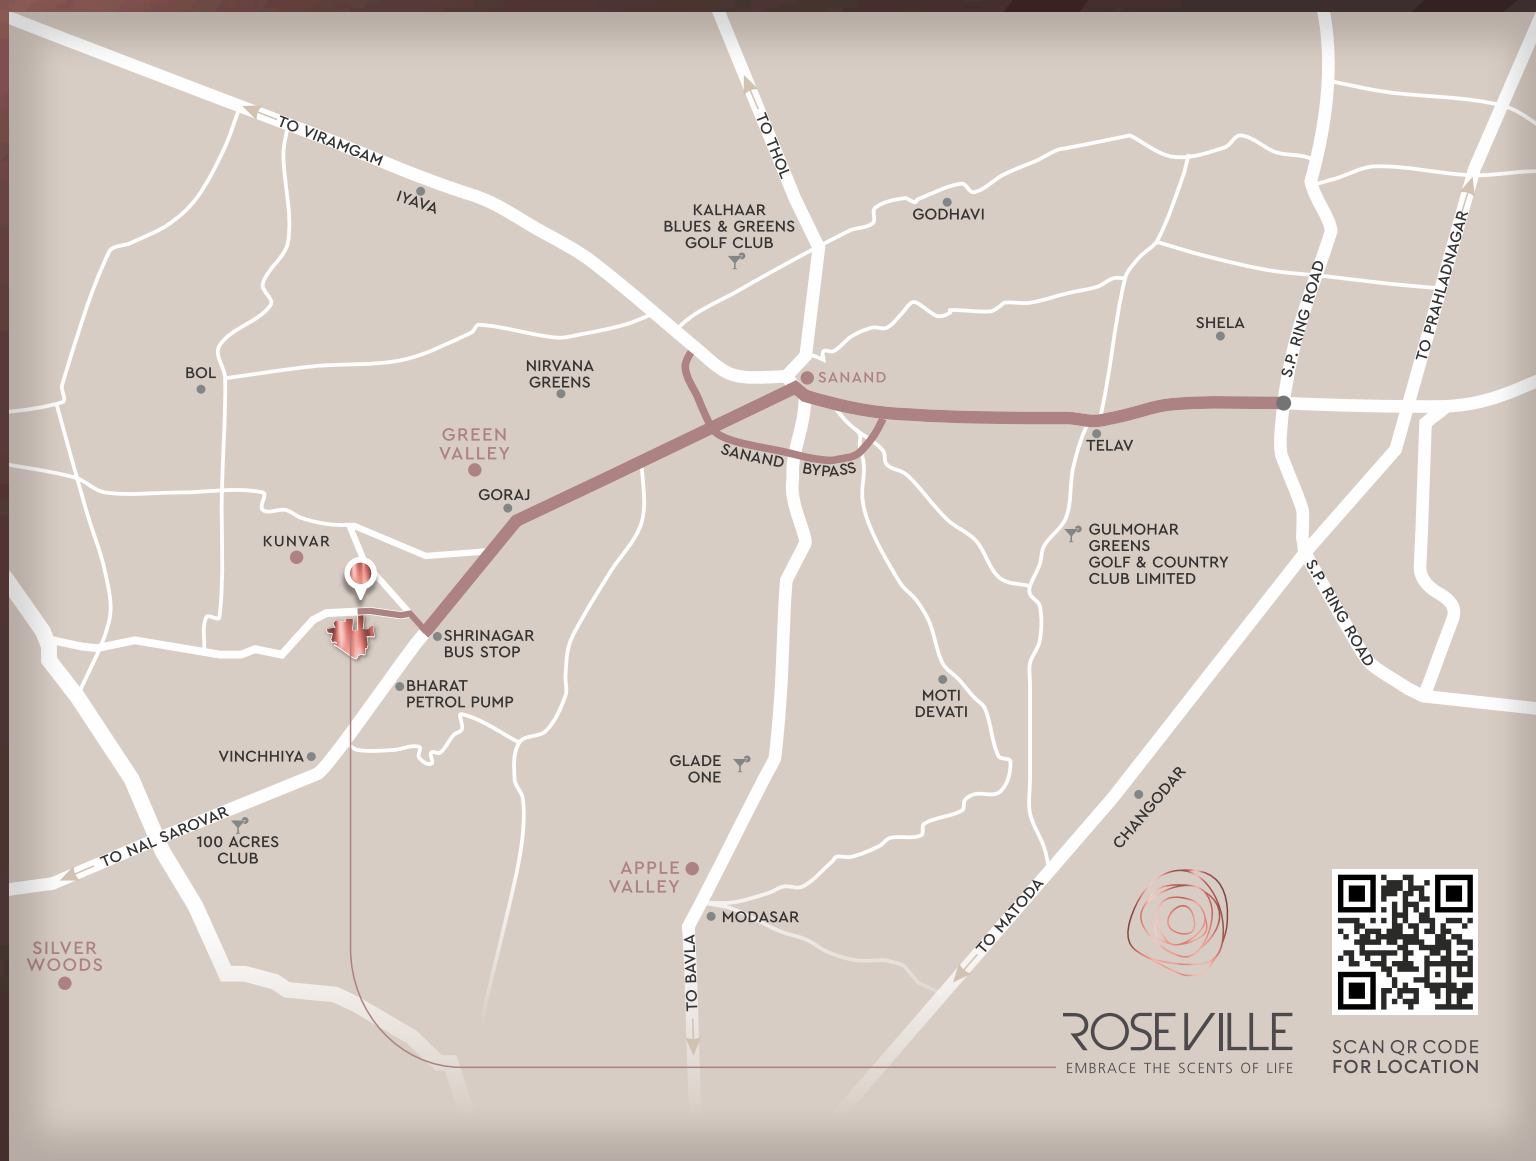 TO VIRAMGAM
TO THOL
IYAVA
KALHAAR
BLUES & GREENS
GOLF CLUB
GODHAVI
TO PRAHLADNAGAR
S.P. RING ROAD
SHELA
BOL
NIRVANA
GREENS
SANAND
GREEN
VALLEY
SANAND BYPASS
TELAV
GORAJ
KUNVAR
GULMOHAR
GREENS
GOLF & COUNTRY
CLUB LIMITED
S.P. RING ROAD
SHRINAGAR
BUS STOP
BHARAT
PETROL PUMP
MOTI
DEVATI
VINCHHIYA
GLADE
ONE
CHANGODAR
TO NAL SAROVAR
100 ACRES
CLUB
APPLE
VALLEY
MODASAR
TO MATODA
SILVER
WOODS
TO BAVLA
ROSEVILLE
EMBRACE THE SCENTS OF LIFE
SCAN QR CODE
FOR LOCATION